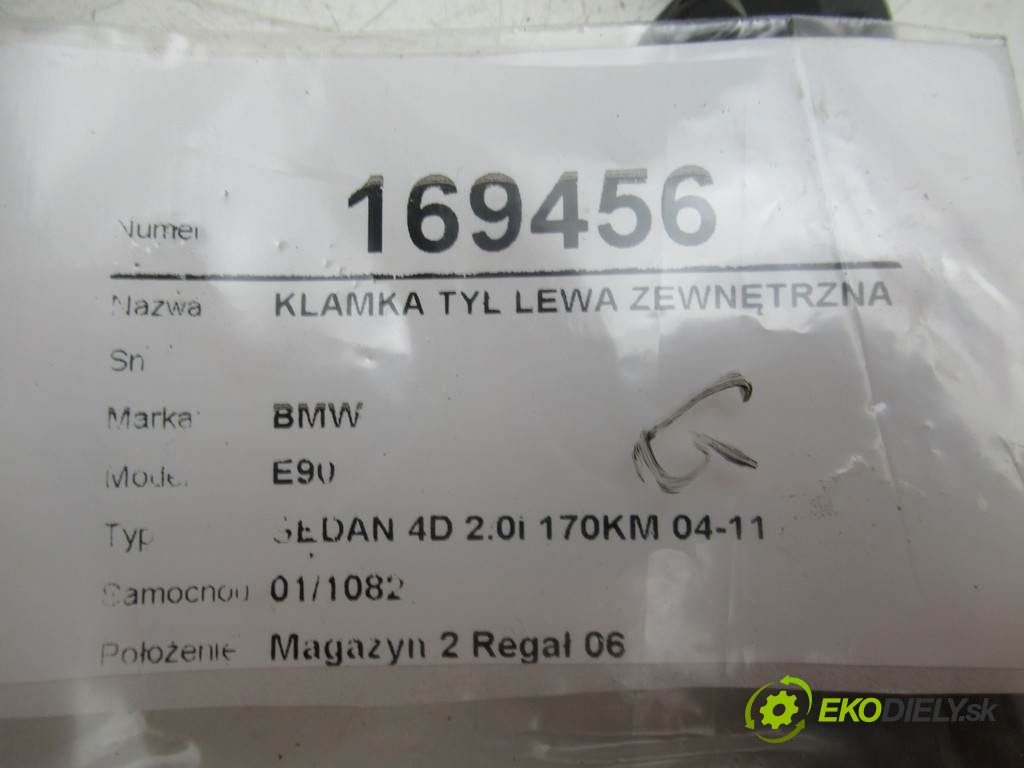 Numer 169456
Nazwa KLAMKA TYŁ LEWA ZEWNĘTRZNA
Sn
Marka BMW
Model E90
Typ SEDAN 4D 2.0i 170KM 04-11
Samochód 01/1082
Położenie Magazyn 2 Regał 06
EKODIELY.sk